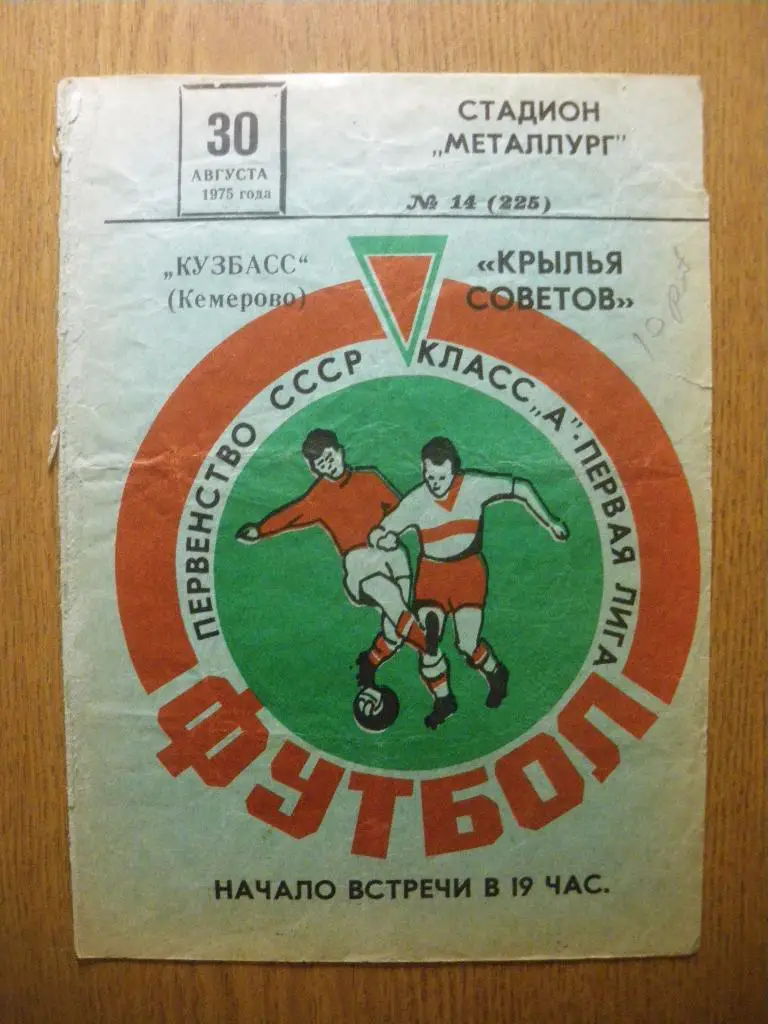 30
АВГУСТА
1975 года
СТАДИОН
„МЕТАЛЛУРГ"
№ 14 (225)
„КУЗБАСС"
(Кемерово)
«КРЫЛЬЯ
СОВЕТОВ»
ПЕРВЕНСТВО СССР КЛАСС „А"· ПЕРВАЯ ЛИГА
ФУТБОЛ
НАЧАЛО ВСТРЕЧИ В 19 ЧАС.